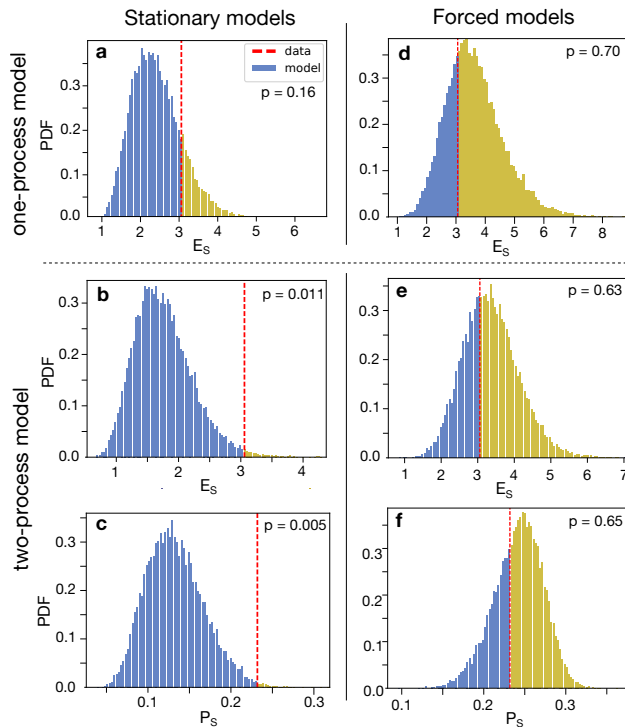 Stationary models
Forced models
one-process model
a
data
model
p = 0.16
PDF
0.3
0.2
0.1
0.0
1 2 3 4 5 6
E_S
d
p = 0.70
0.3
0.2
0.1
0.0
1 2 3 4 5 6 7 8
E_S
two-process model
b
p = 0.011
PDF
0.3
0.2
0.1
0.0
1 2 3 4
E_S
e
p = 0.63
0.3
0.2
0.1
0.0
1 2 3 4 5 6 7
E_S
c
p = 0.005
PDF
0.3
0.2
0.1
0.0
0.1 0.2 0.3
P_S
f
p = 0.65
0.3
0.2
0.1
0.0
0.1 0.2 0.3
P_S